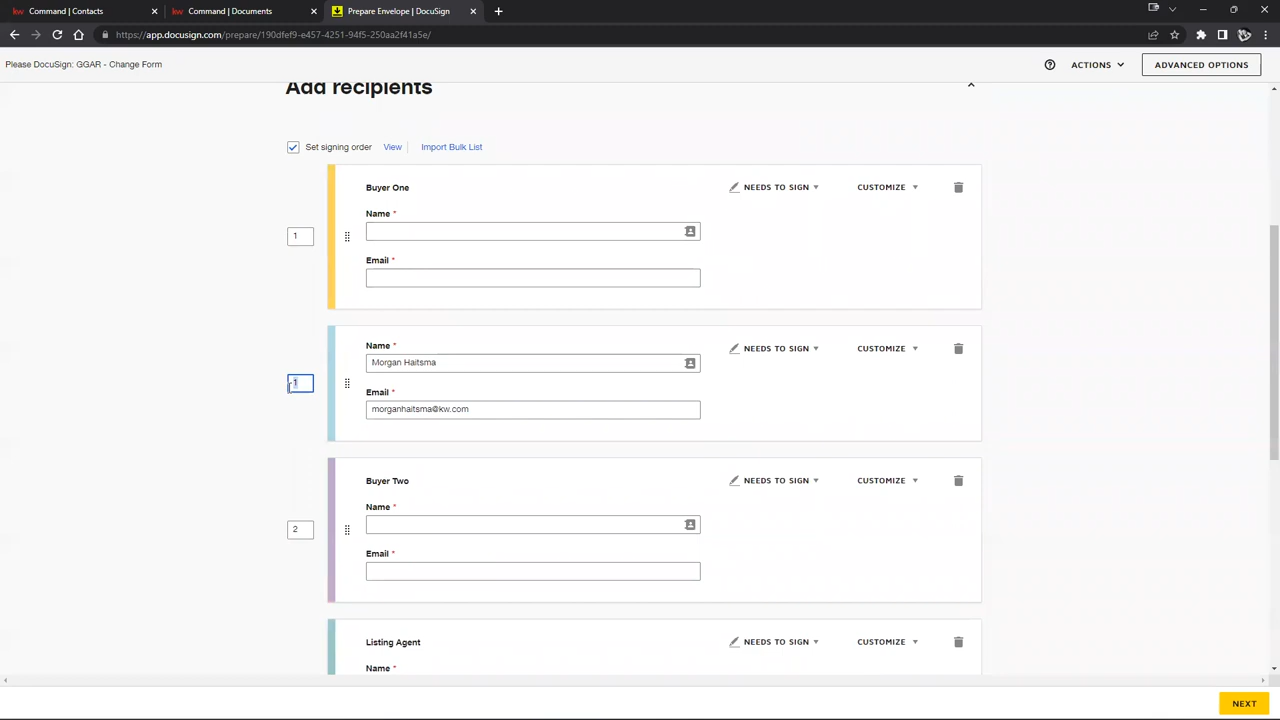 Command | Contacts
Command | Documents
Prepare Envelope | DocuSign
https://app.docusign.com/prepare/190dfef9-e457-4251-94f5-250aa2f41a5e/
Please DocuSign: GGAR - Change Form
ACTIONS
ADVANCED OPTIONS
Add recipients
Set signing order
View
Import Bulk List
Buyer One
NEEDS TO SIGN
CUSTOMIZE
Name *
1
Email *
Name *
NEEDS TO SIGN
CUSTOMIZE
Morgan Haitsma
1
Email *
morganhaitsma@kw.com
Buyer Two
NEEDS TO SIGN
CUSTOMIZE
Name *
2
Email *
Listing Agent
NEEDS TO SIGN
CUSTOMIZE
Name *
NEXT